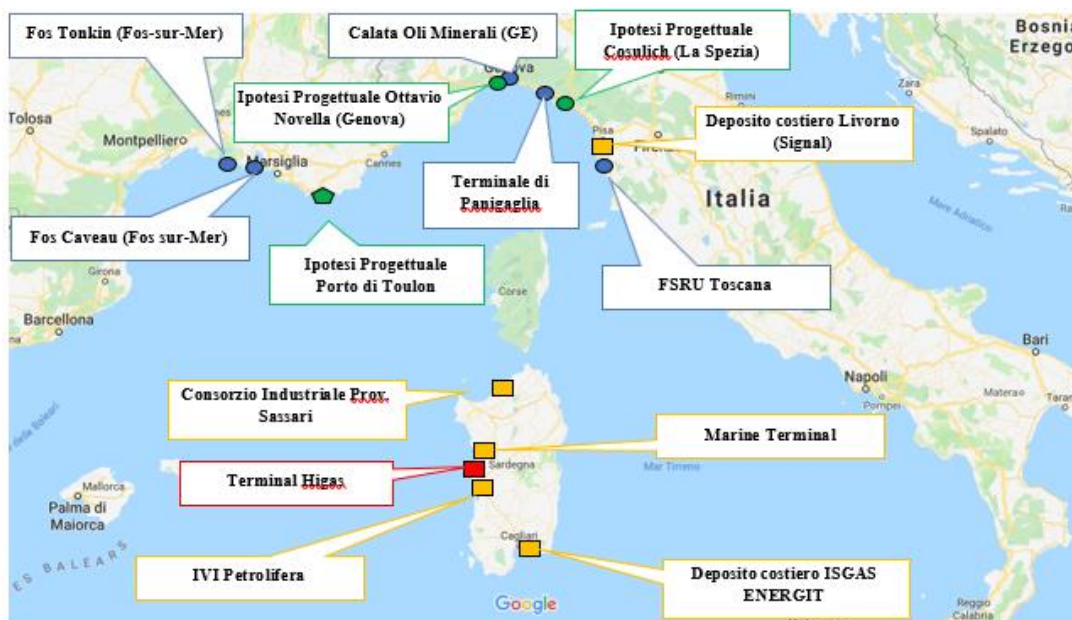 Fos Tonkin (Fos-sur-Mer)
Calata Oli Minerali (GE)
Ipotesi Progettuale
Cosulich (La Spezia)
Bosnia
Erzego
Genova
Zara
Rimini
Ipotesi Progettuale Ottavio
Novella (Genova)
Tolosa
Montpellier
Marsiglia
Cannes
Pisa
Firenze
Deposito costiero Livorno
(Signal)
Spalato
Terminale di
Panigaglia
Italia
Mare Adriatico
Fos Caveau (Fos sur-Mer)
Ipotesi Progettuale
Porto di Toulon
FSRU Toscana
Girona
Corse
Barcellona
Bari
Napoli
Pompei
Matera
Taran
Consorzio Industriale Prov.
Sassari
Marine Terminal
Terminal Higas
Sardegna
Mar Tirreno
Mallorca
Palma di
Maiorca
ES BALEARS
IVI Petrolifera
Cagliari
Deposito costiero ISGAS
ENERGIT
Google
Reggio
Calabria